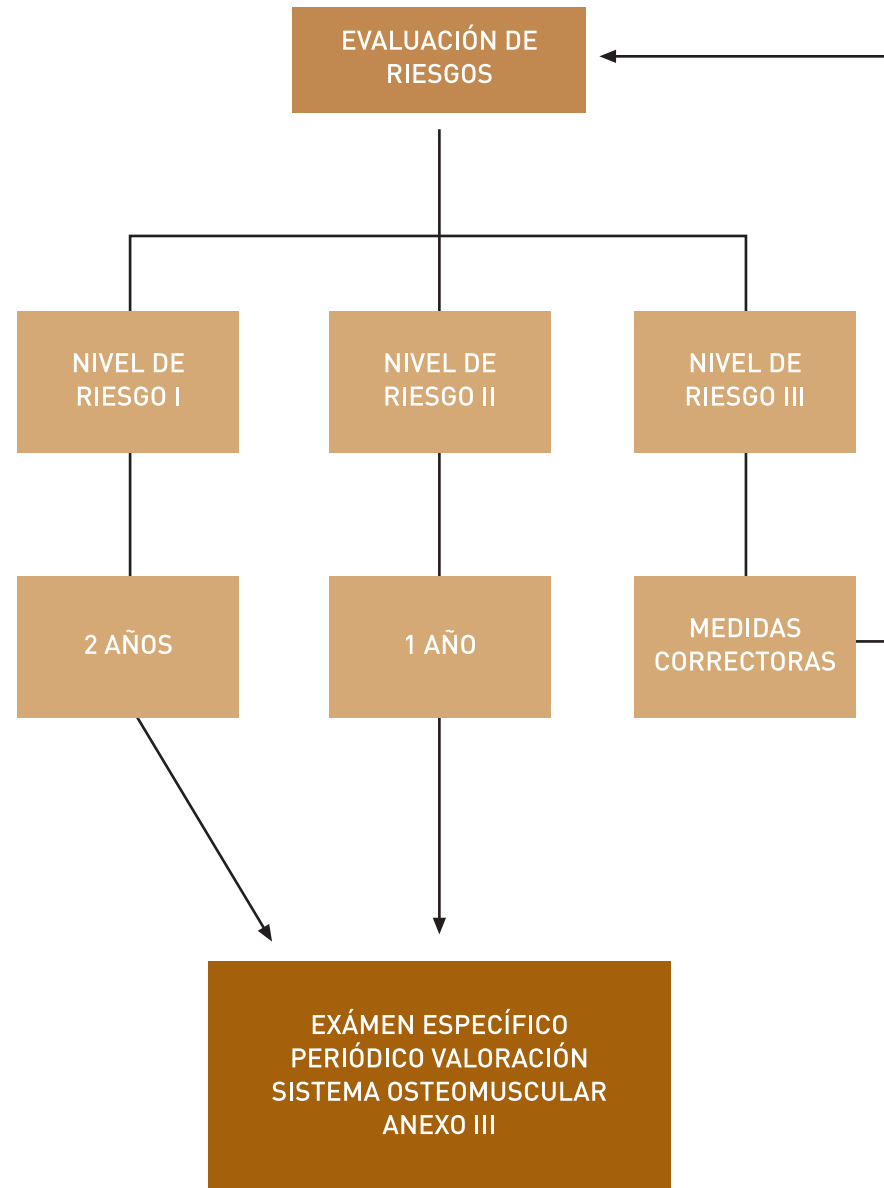 EVALUACIÓN DE
RIESGOS
NIVEL DE
RIESGO I
NIVEL DE
RIESGO II
NIVEL DE
RIESGO III
2 AÑOS
1 AÑO
MEDIDAS
CORRECTORAS
EXÁMEN ESPECÍFICO
PERIÓDICO VALORACIÓN
SISTEMA OSTEOMUSCULAR
ANEXO III